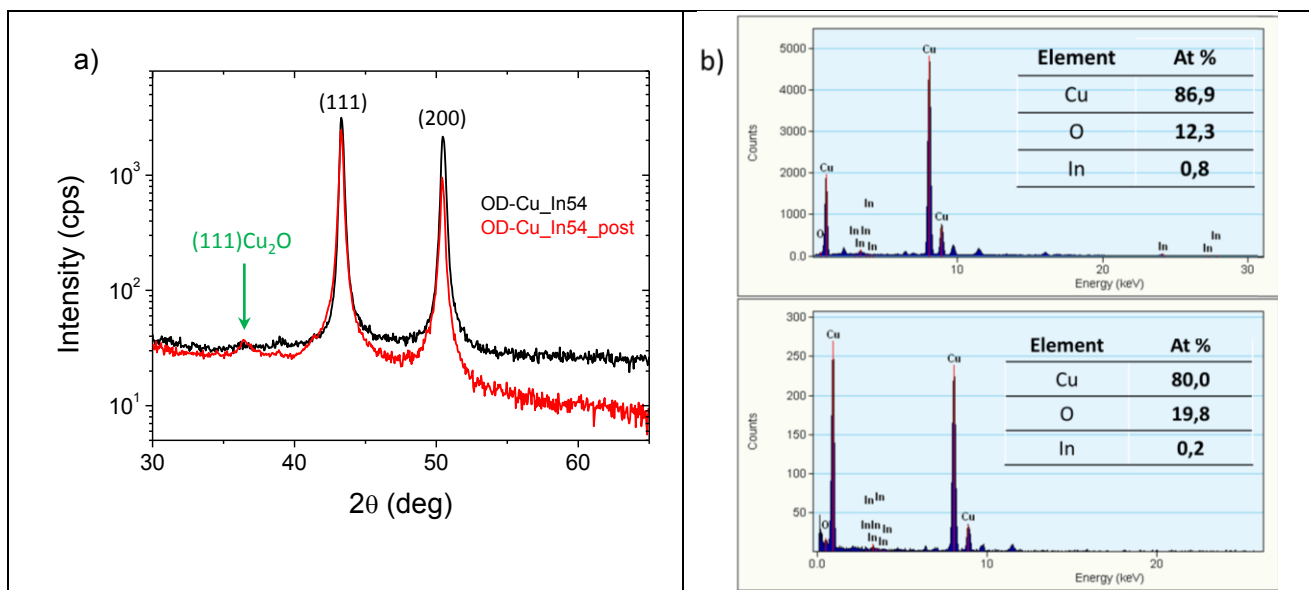 a)
(111)
(200)
OD-Cu_In54
OD-Cu_In54_post
(111)Cu₂O
10³
10²
10¹
Intensity (cps)
30 40 50 60
2θ (deg)
b)
5000
4000
3000
2000
1000
0.0
Counts
Cu
Cu
Cu
O
In
In In
In In
In
In In
10 20 30
Energy (keV)
Element At %
Cu 86,9
O 12,3
In 0,8
300
250
200
150
100
50
Counts
Cu
Cu
Cu
O
In In
In In In
In In
0.0 10 20
Energy (keV)
Element At %
Cu 80,0
O 19,8
In 0,2